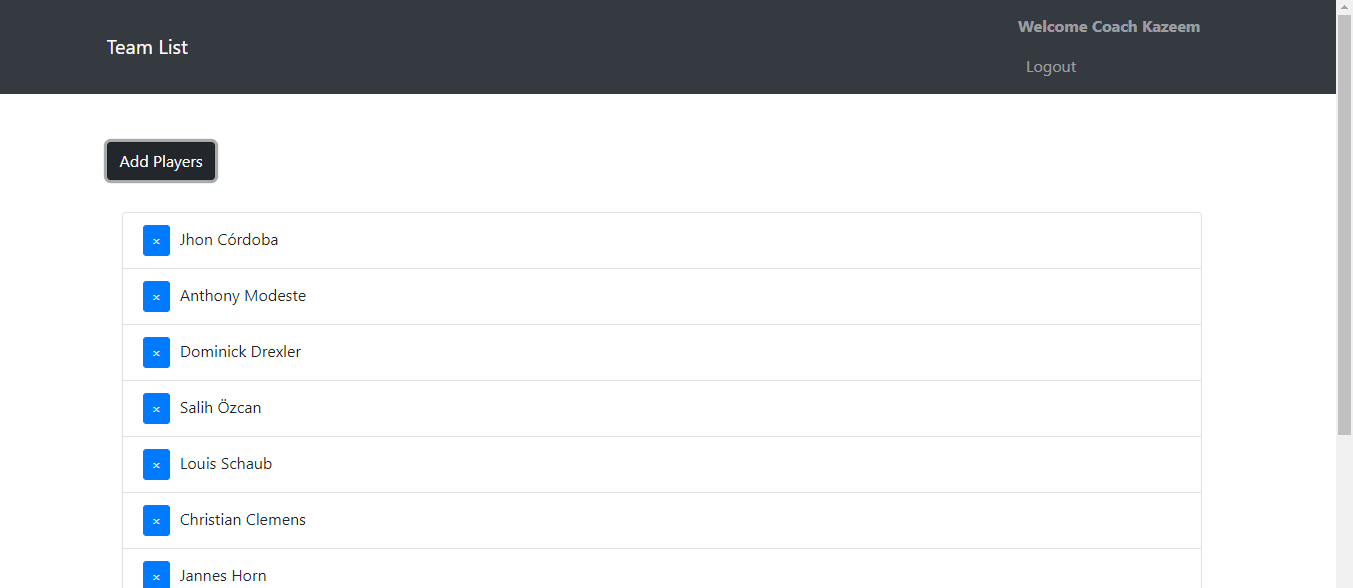 Team List
Welcome Coach Kazeem
Logout
Add Players
× Jhon Córdoba
× Anthony Modeste
× Dominick Drexler
× Salih Özcan
× Louis Schaub
× Christian Clemens
× Jannes Horn